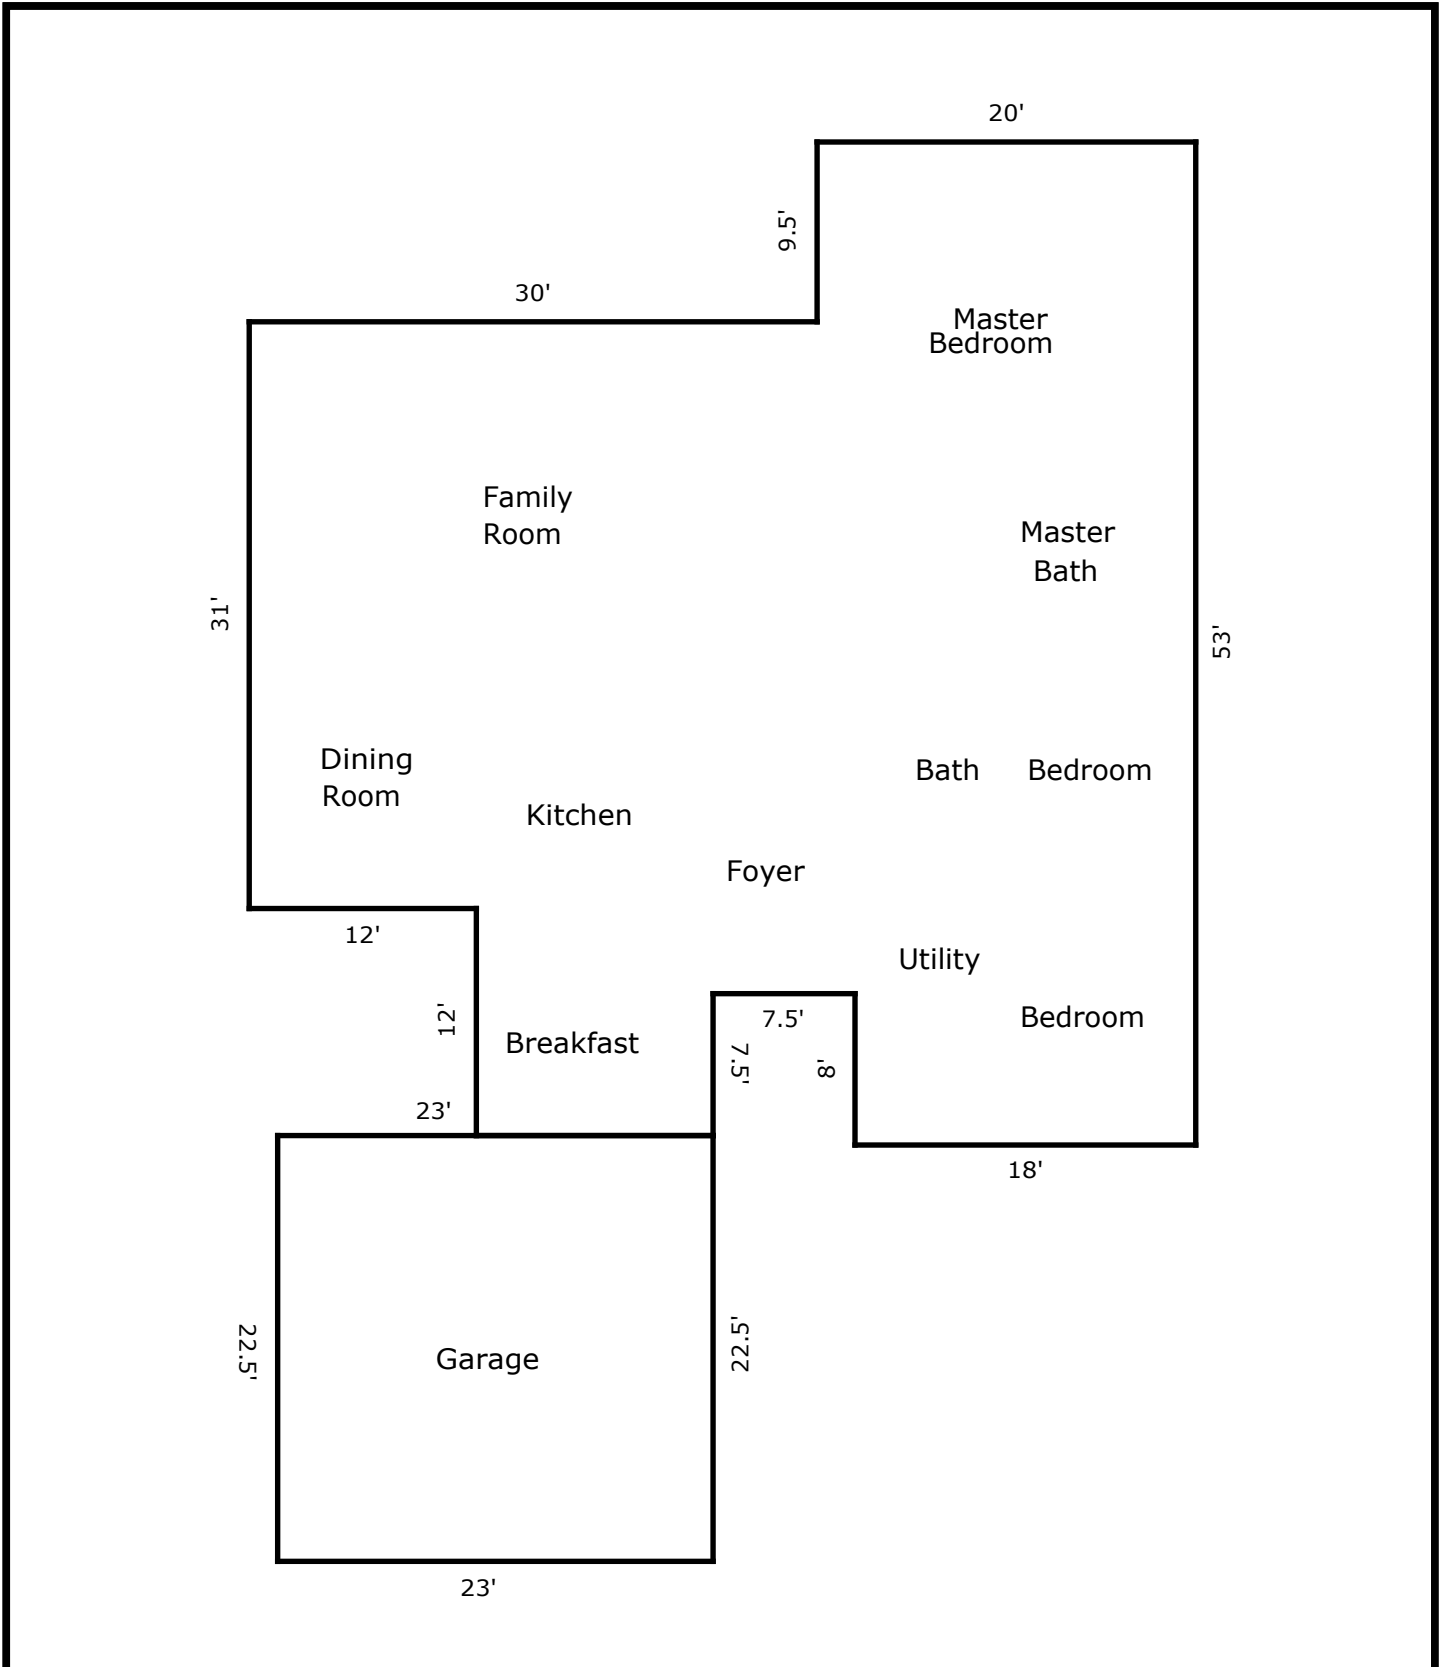 20'
9.5'
30'
Master
Bedroom
Family
Room
Master
Bath
31'
53'
Dining
Room
Bath
Bedroom
Kitchen
Foyer
12'
Utility
12'
7.5'
Bedroom
Breakfast
7.5'
8'
23'
18'
22.5'
Garage
22.5'
23'